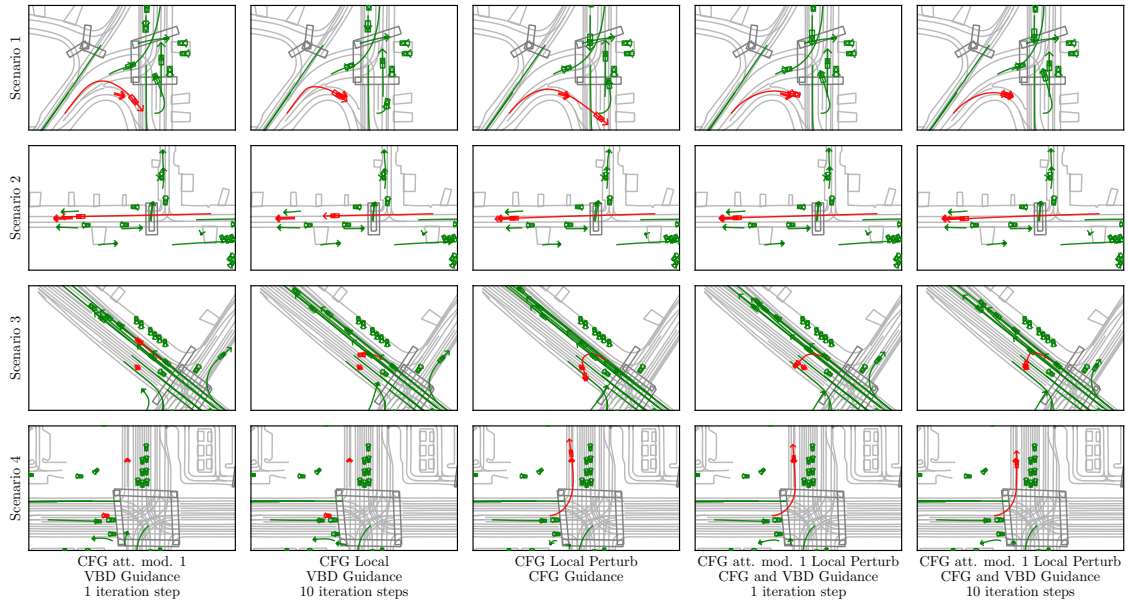 Scenario 1
Scenario 2
Scenario 3
Scenario 4
CFG att. mod. 1
VBD Guidance
1 iteration step
CFG Local
VBD Guidance
10 iteration steps
CFG Local Perturb
CFG Guidance
CFG att. mod. 1 Local Perturb
CFG and VBD Guidance
1 iteration step
CFG att. mod. 1 Local Perturb
CFG and VBD Guidance
10 iteration steps